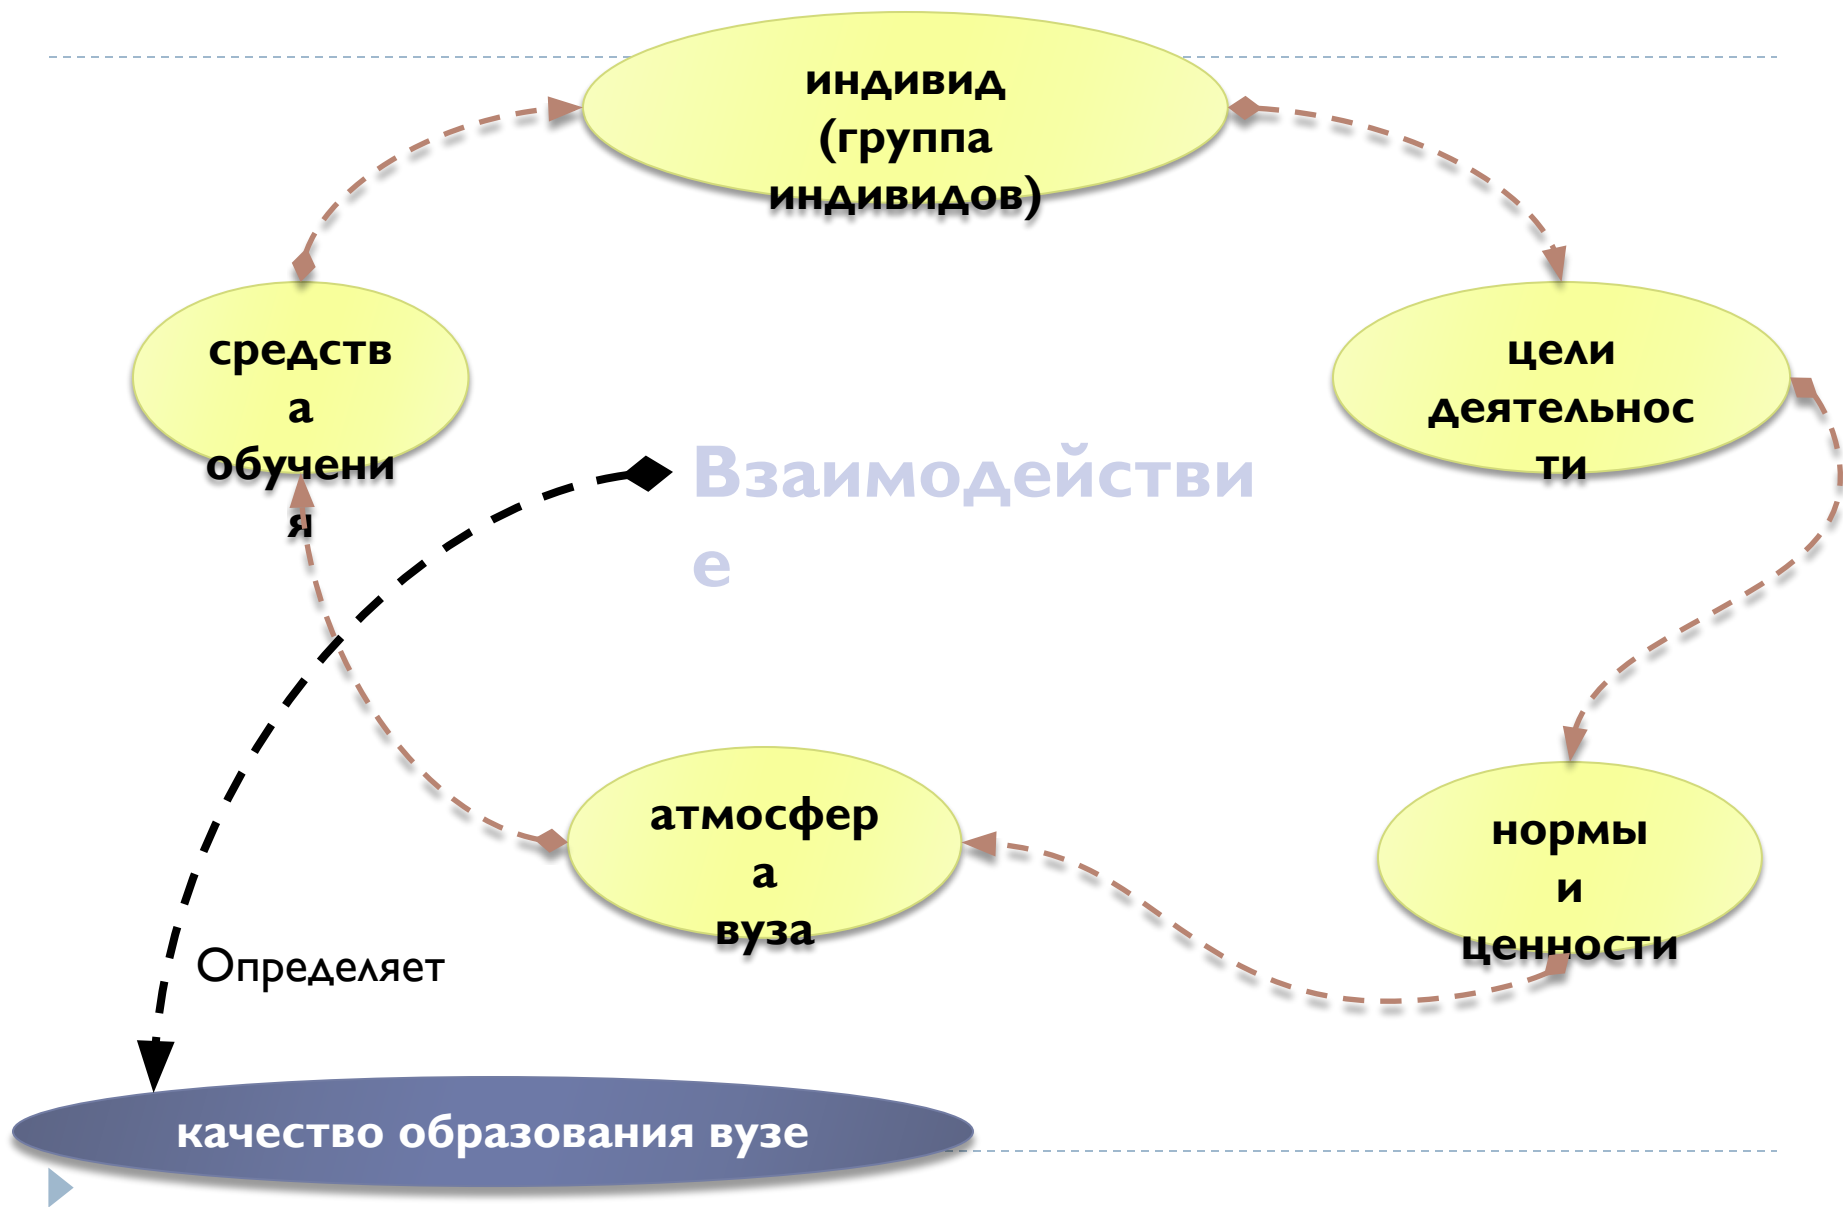 индивид
(группа
индивидов)
средств
а
обучени
я
цели
деятельнос
ти
Взаимодействи
е
атмосфер
а
вуза
нормы
и
ценности
Определяет
качество образования вузе